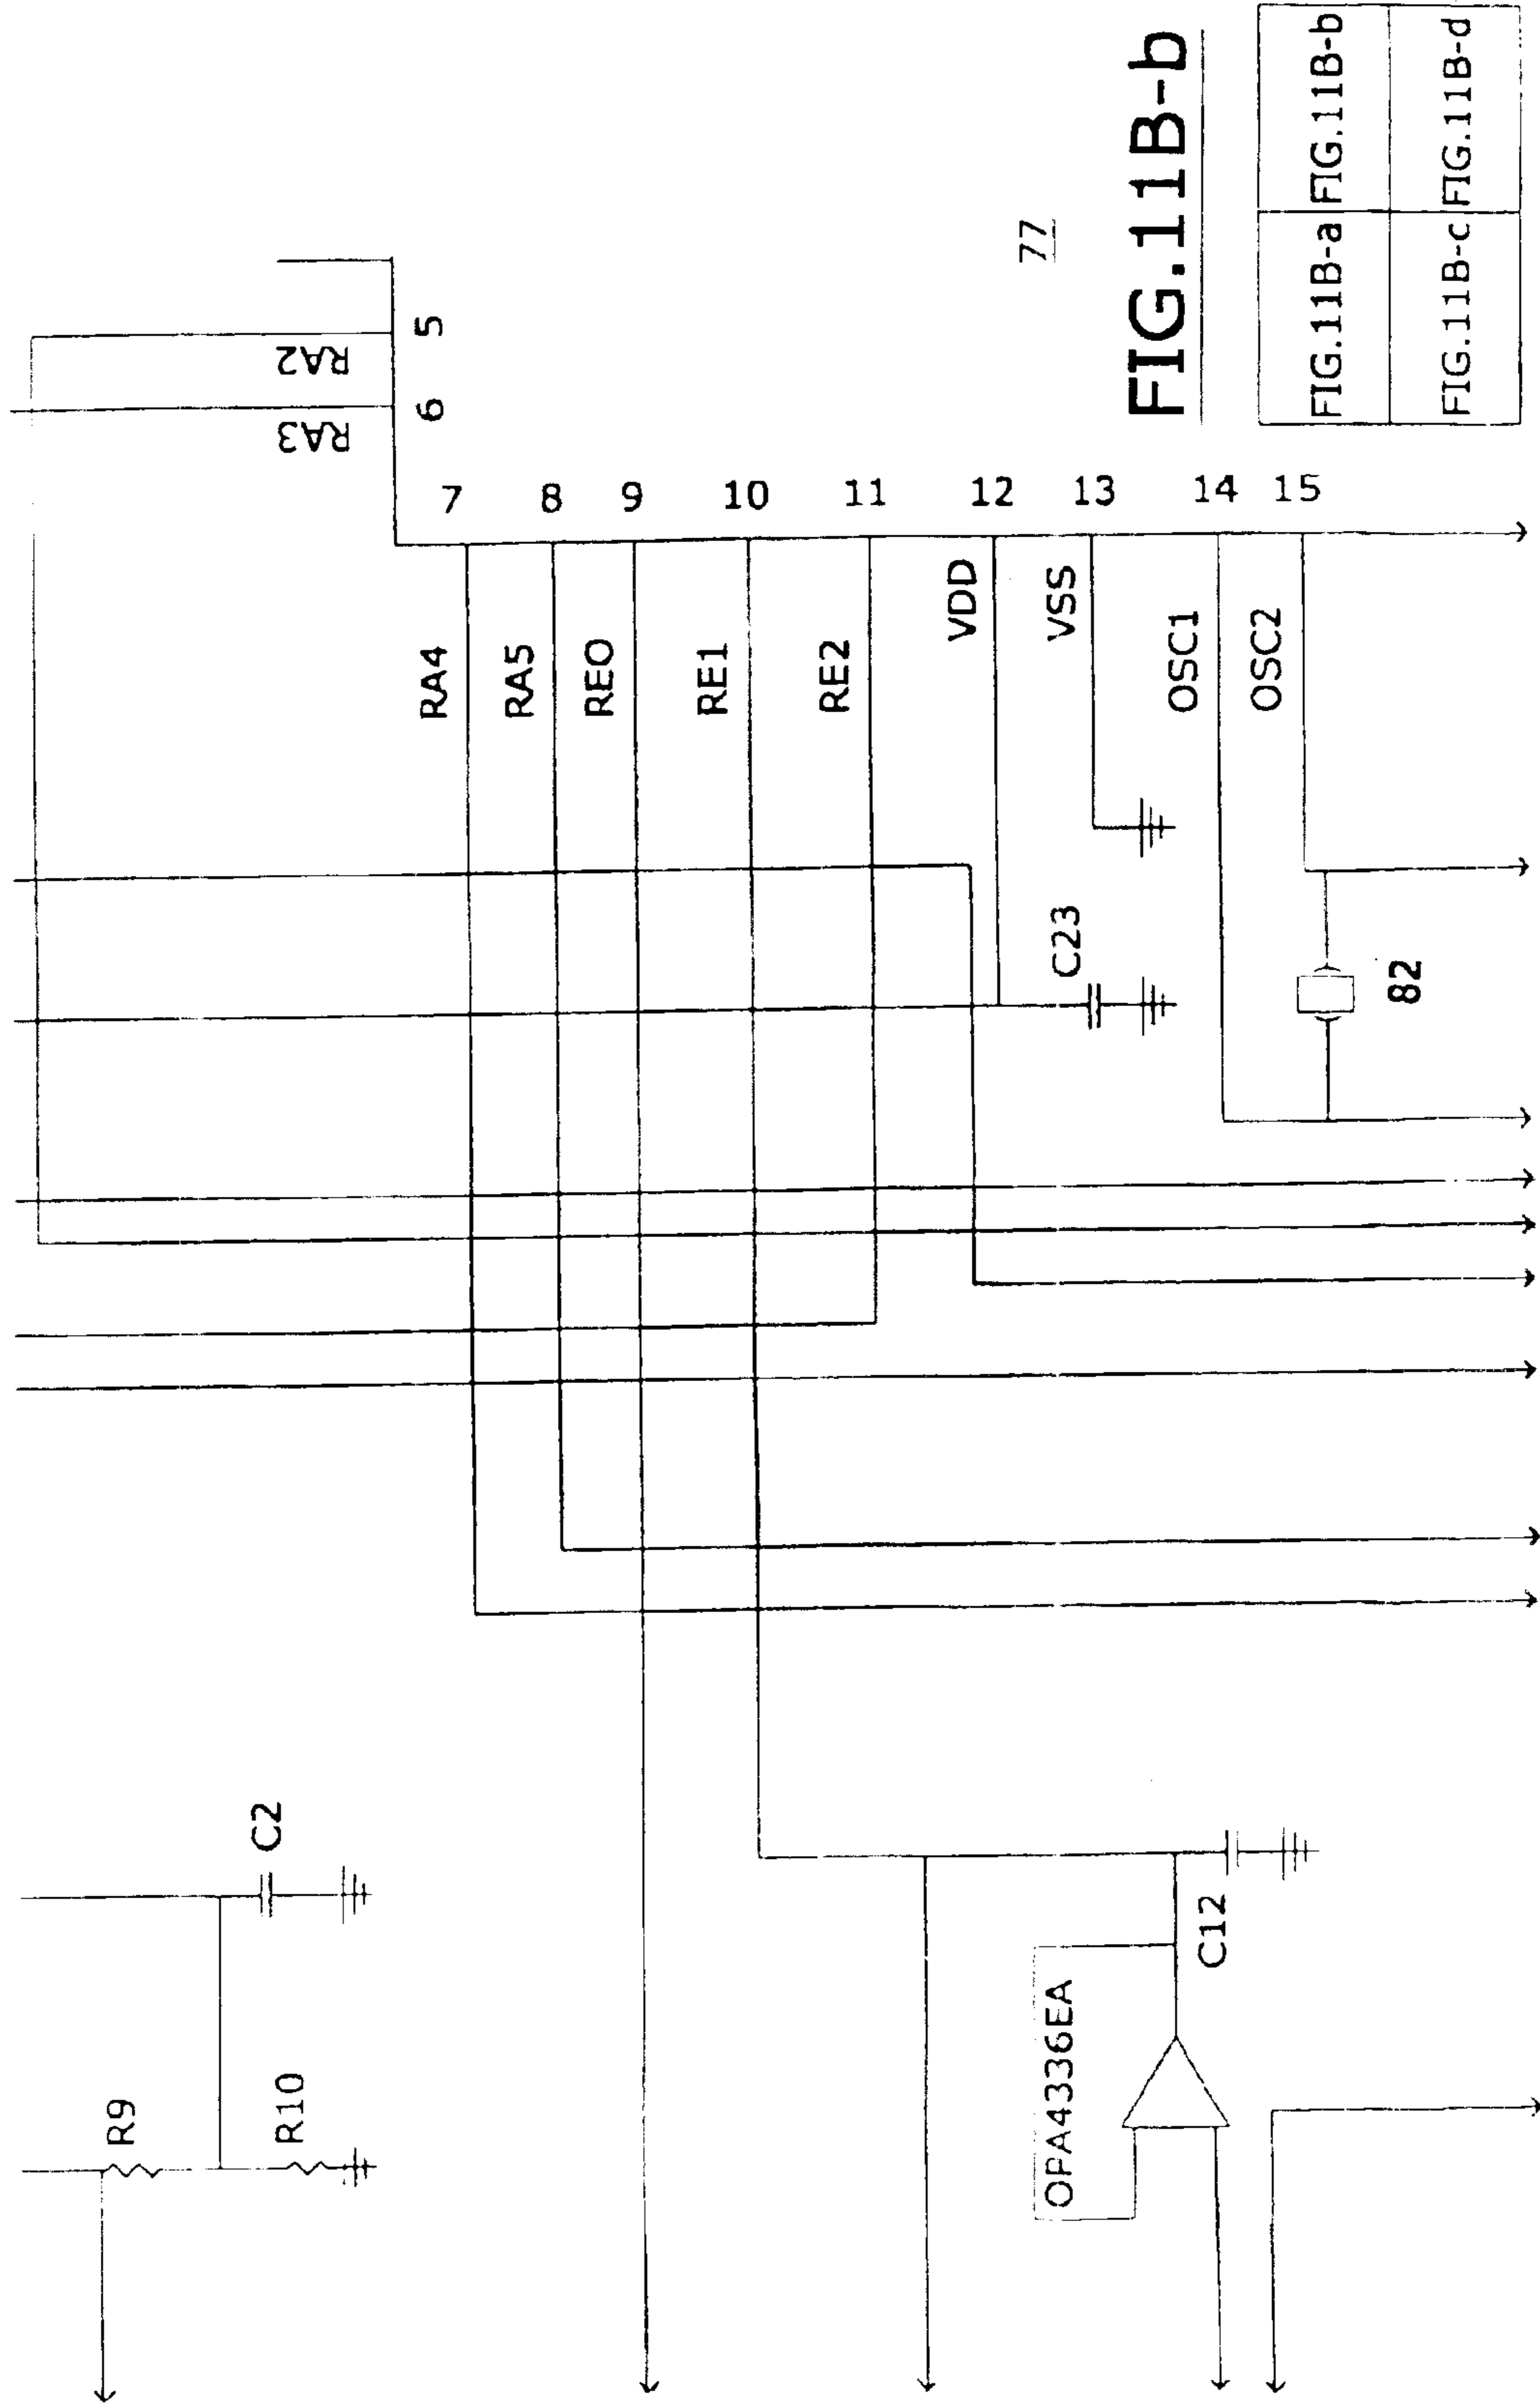 RA2
5
RA3
6
7
RA4
8
RA5
9
REO
10
RE1
11
RE2
12
VDD
13
VSS
14
OSC1
15
OSC2
C23
82
C2
R9
R10
OPA4336EA
C12
77
FIG.11B-b
FIG.11B-a FIG.11B-b
FIG.11B-c FIG.11B-d